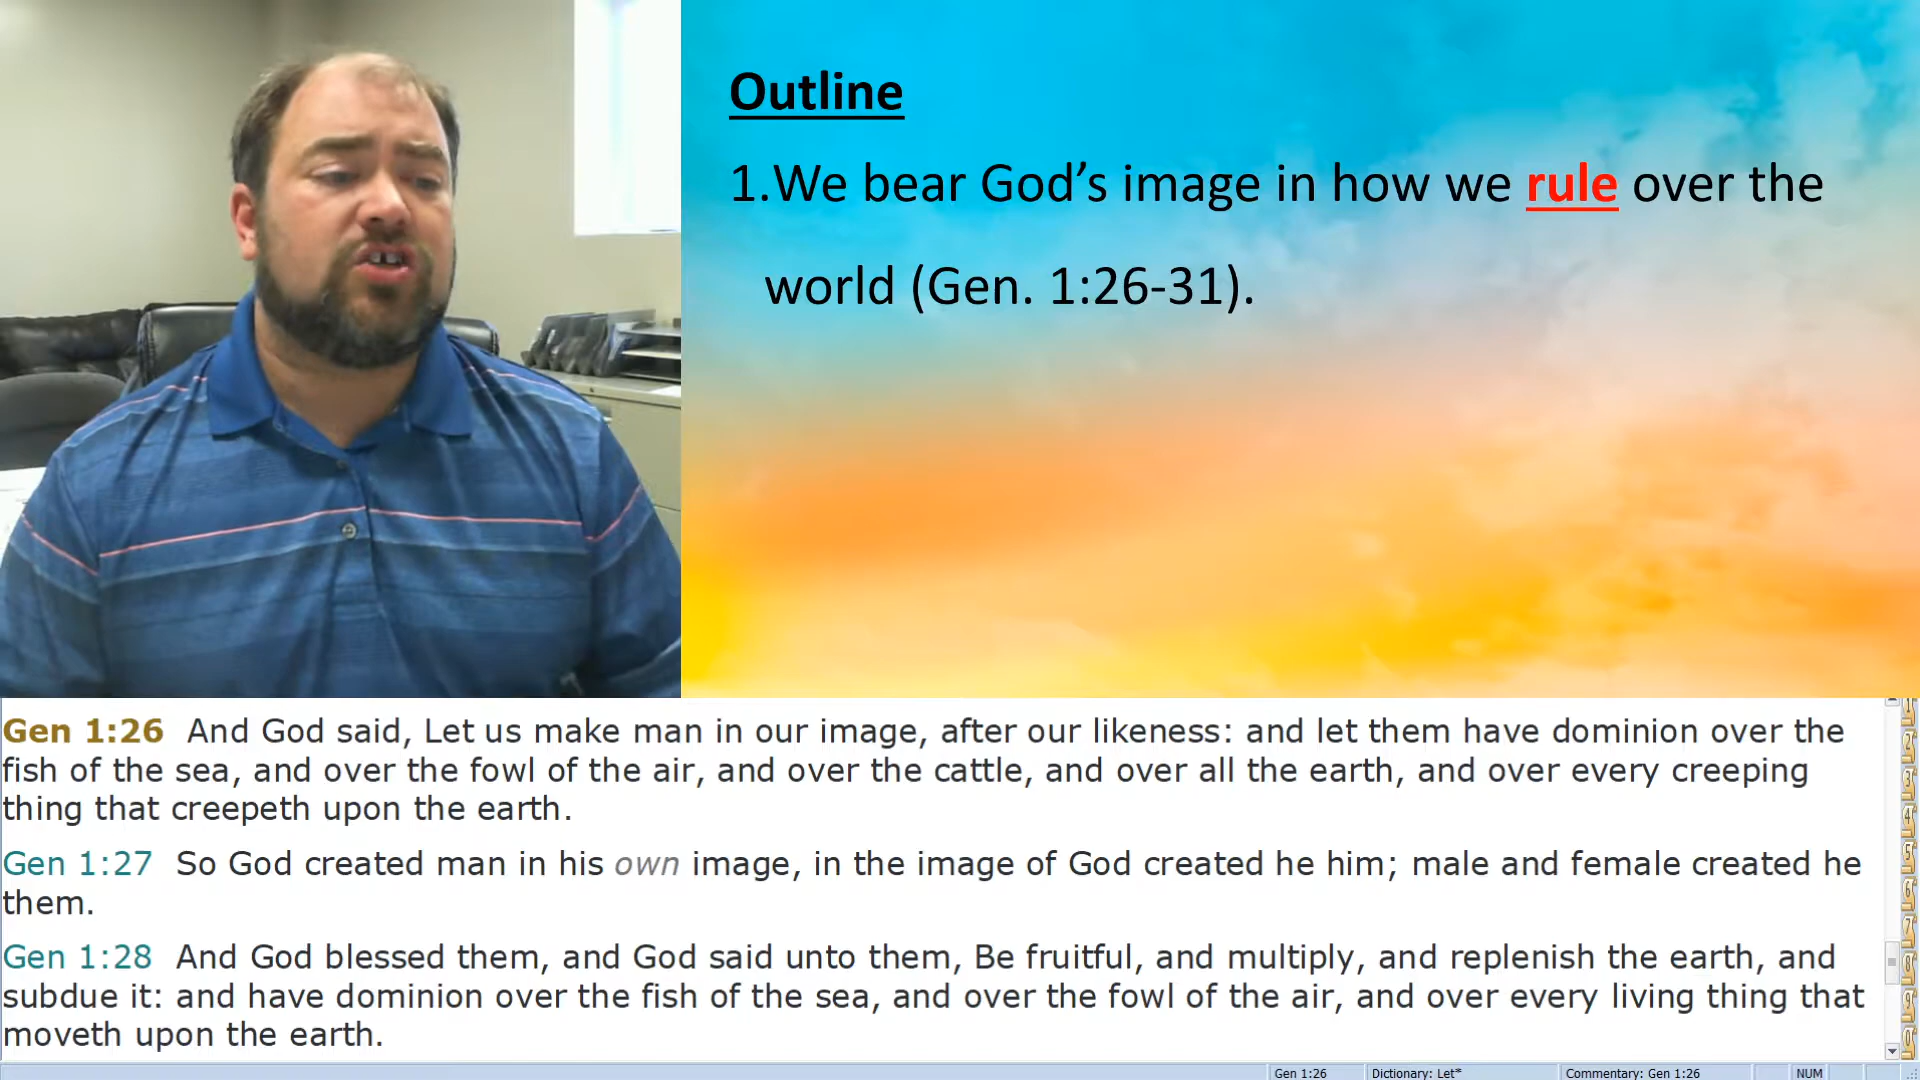 Outline
1.We bear God's image in how we rule over the
world (Gen. 1:26-31).
Gen 1:26 And God said, Let us make man in our image, after our likeness: and let them have dominion over the
fish of the sea, and over the fowl of the air, and over the cattle, and over all the earth, and over every creeping
thing that creepeth upon the earth.
Gen 1:27 So God created man in his own image, in the image of God created he him; male and female created he
them.
Gen 1:28 And God blessed them, and God said unto them, Be fruitful, and multiply, and replenish the earth, and
subdue it: and have dominion over the fish of the sea, and over the fowl of the air, and over every living thing that
moveth upon the earth.
Gen 1:26 Dictionary: Let* Commentary: Gen 1:26 NUM